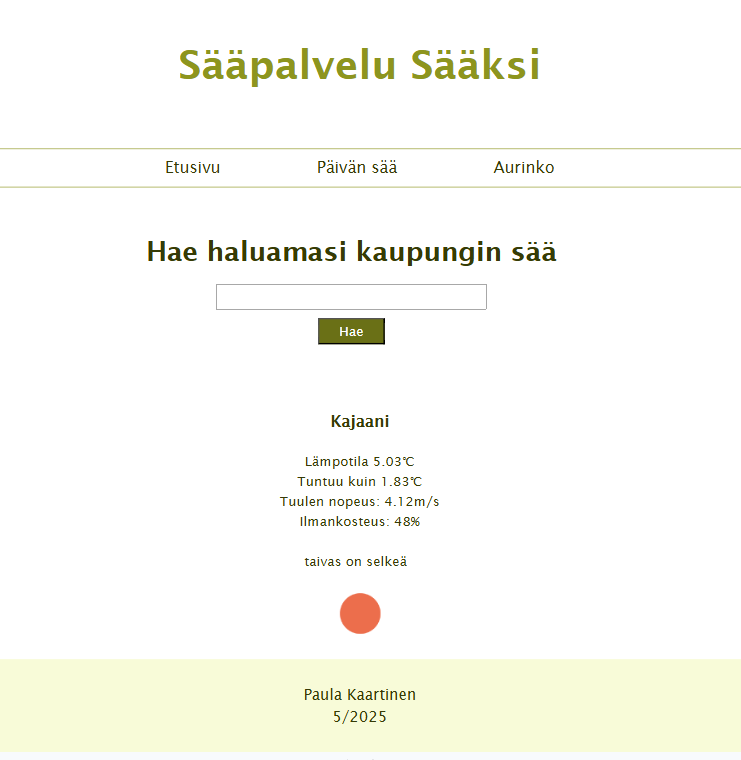 Sääpalvelu Sääksi
Etusivu Päivän sää Aurinko
Hae haluamasi kaupungin sää
Hae
Kajaani
Lämpotila 5.03℃
Tuntuu kuin 1.83℃
Tuulen nopeus: 4.12m/s
Ilmankosteus: 48%
taivas on selkeä
Paula Kaartinen
5/2025